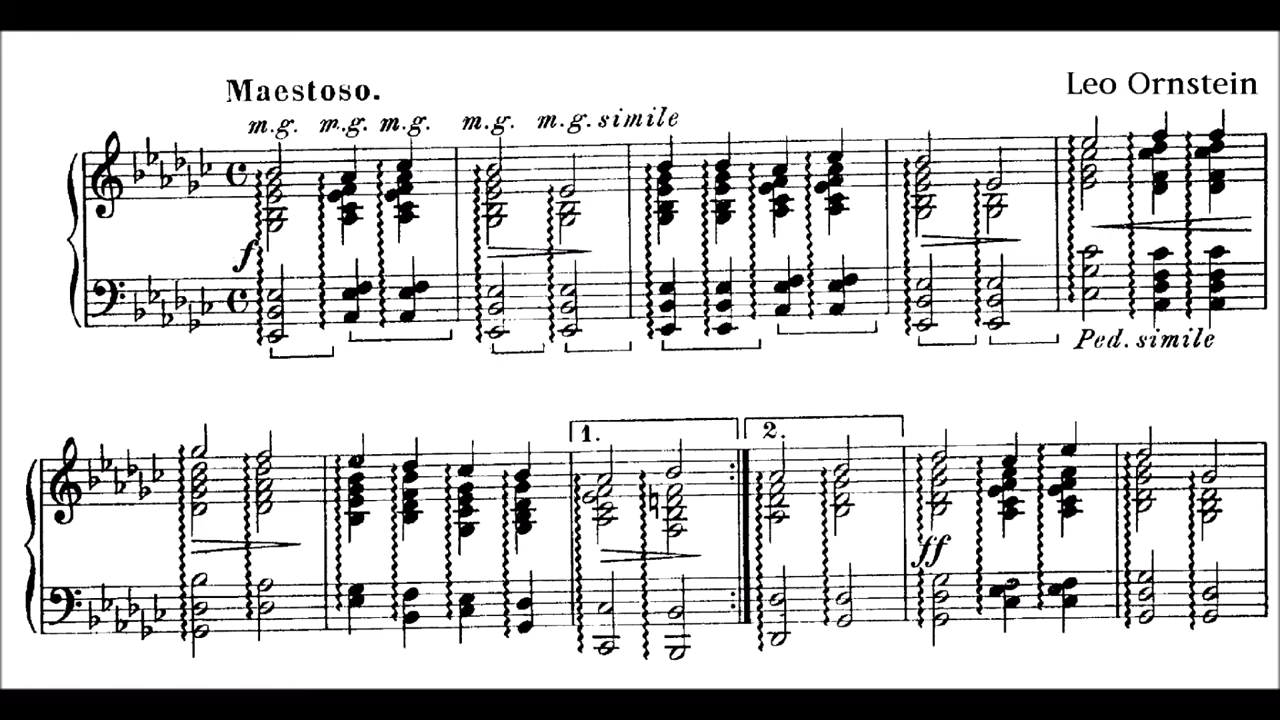 Maestoso.
Leo Ornstein
m.g. m.g. m.g. m.g. m.g. simile
f
Ped. simile
1. 2.
ff